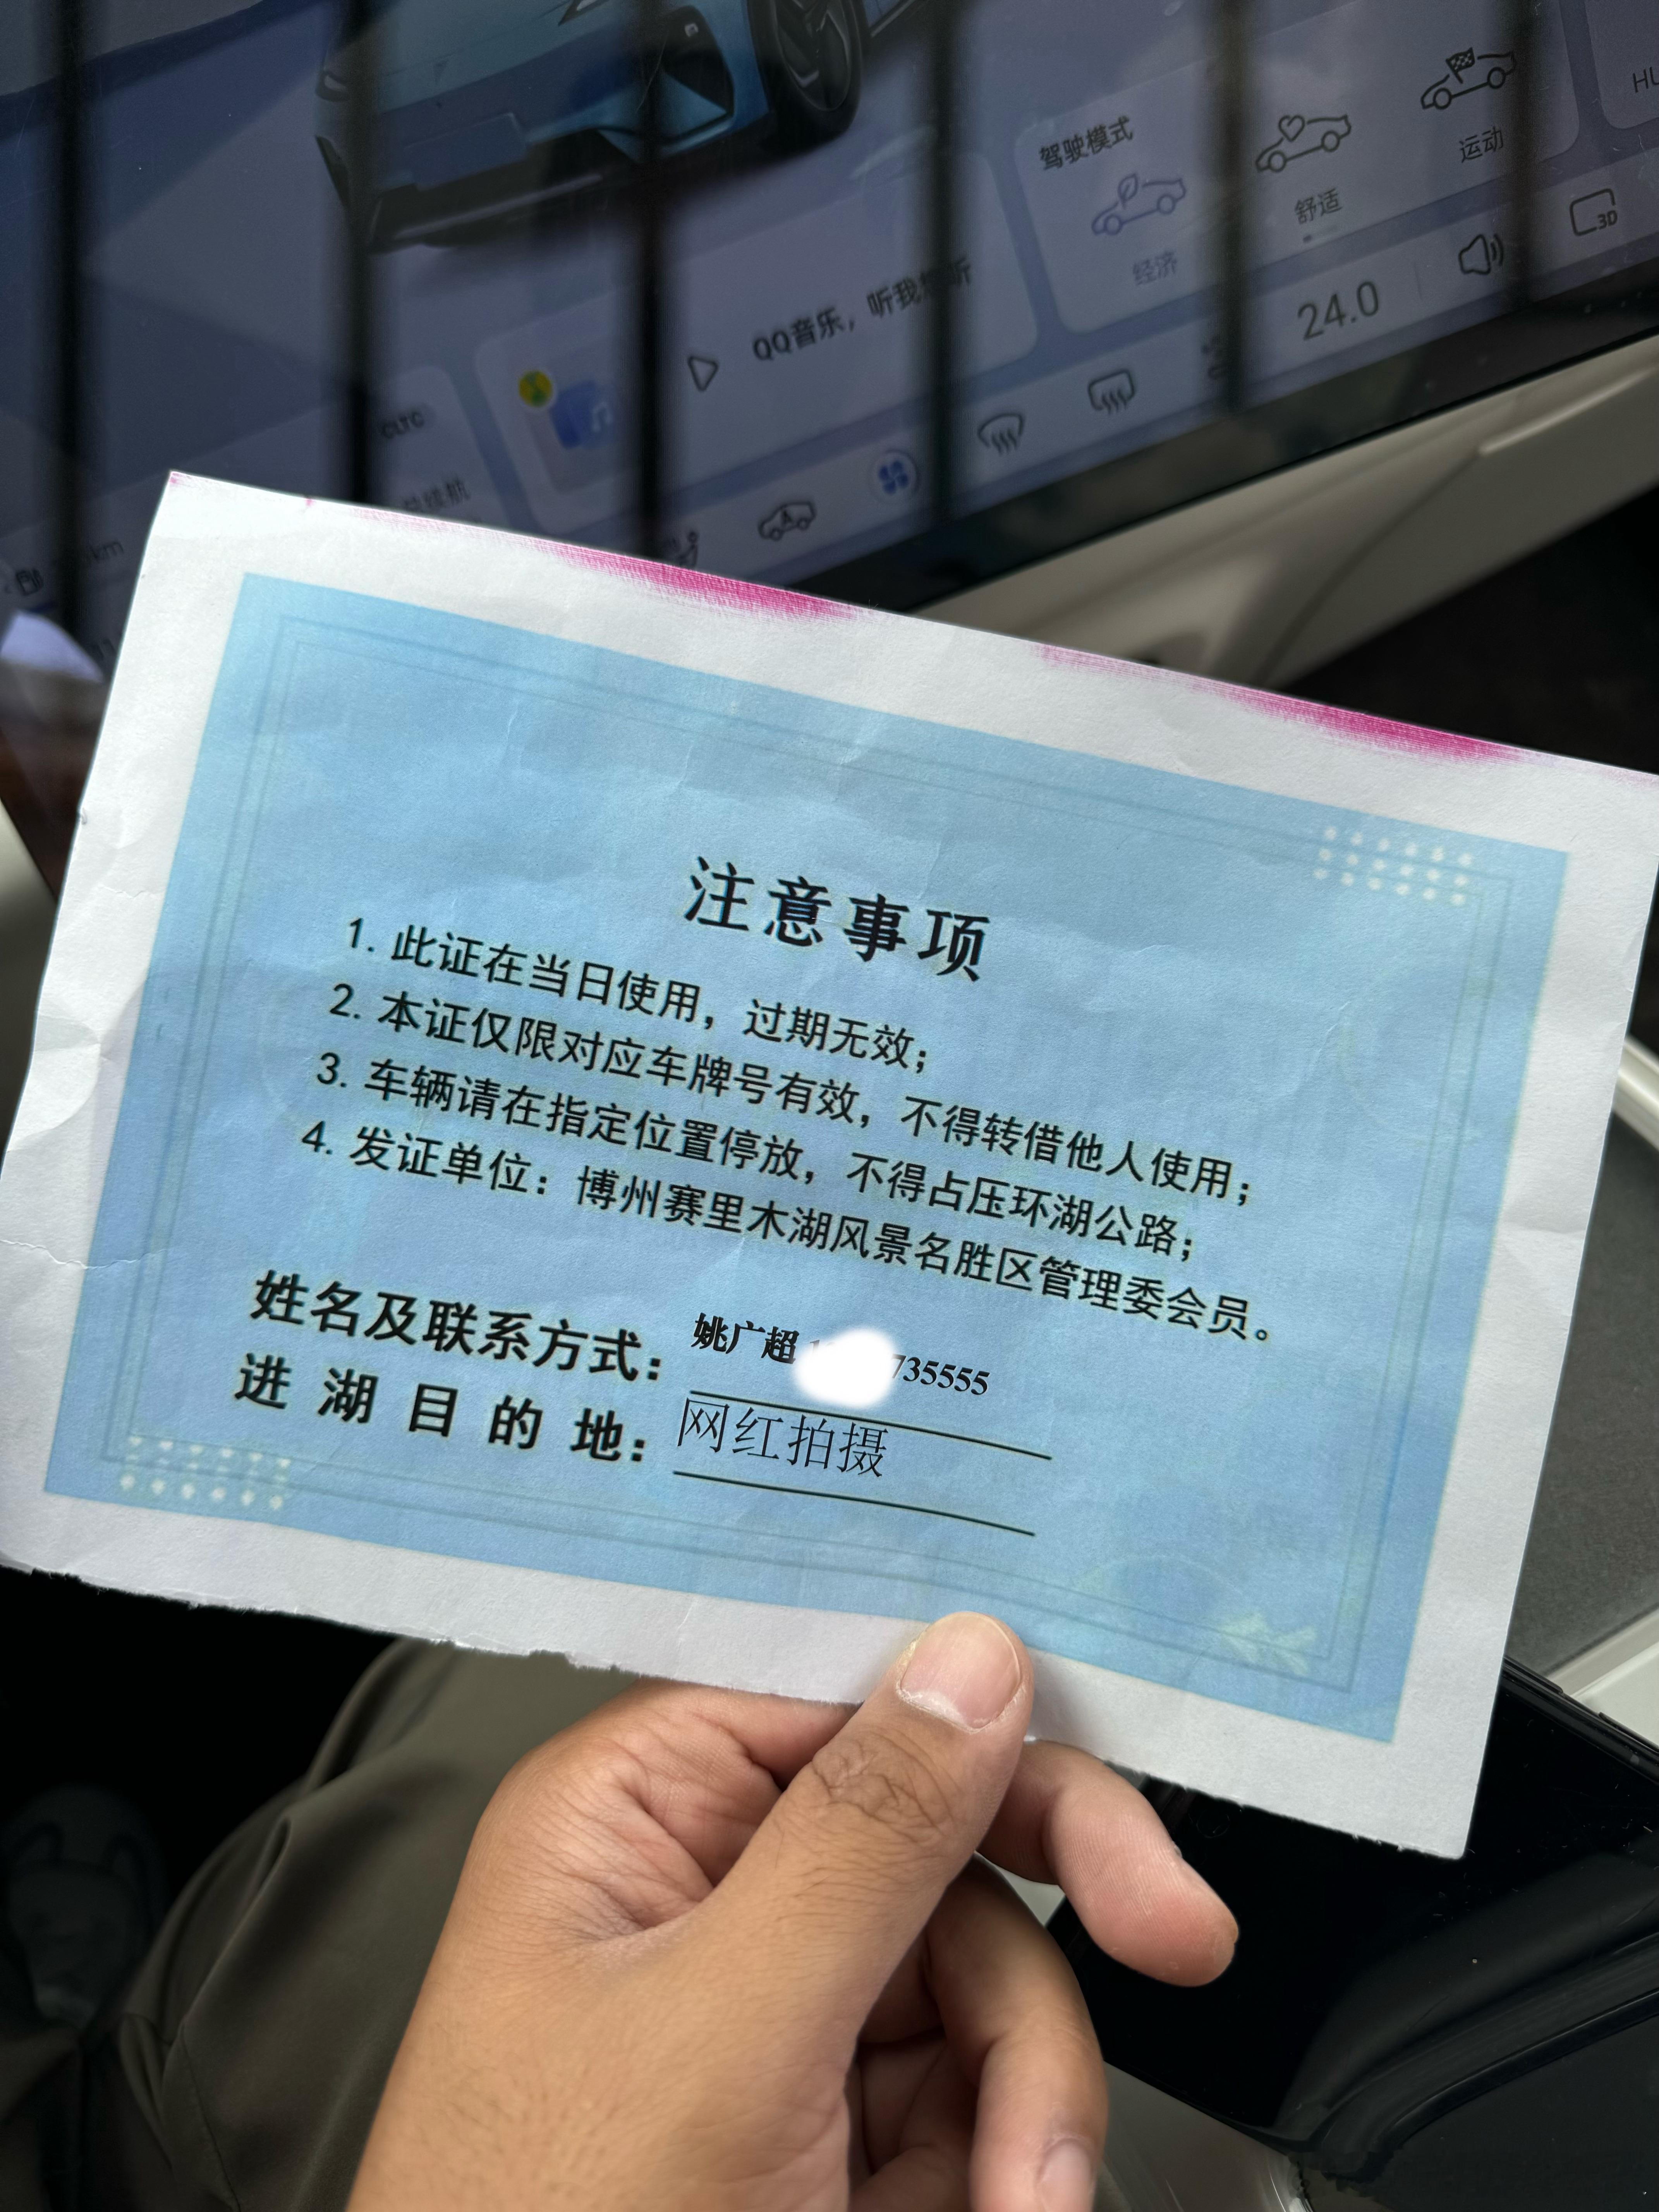 驾驶模式
经济
舒适
运动
QQ音乐，听我想听
24.0
3D
CLTC
km
注意事项
1. 此证在当日使用，过期无效；
2. 本证仅限对应车牌号有效，不得转借他人使用；
3. 车辆请在指定位置停放，不得占压环湖公路；
4. 发证单位：博州赛里木湖风景名胜区管理委会员。
姓名及联系方式：姚广超 1 735555
进湖目的地：网红拍摄